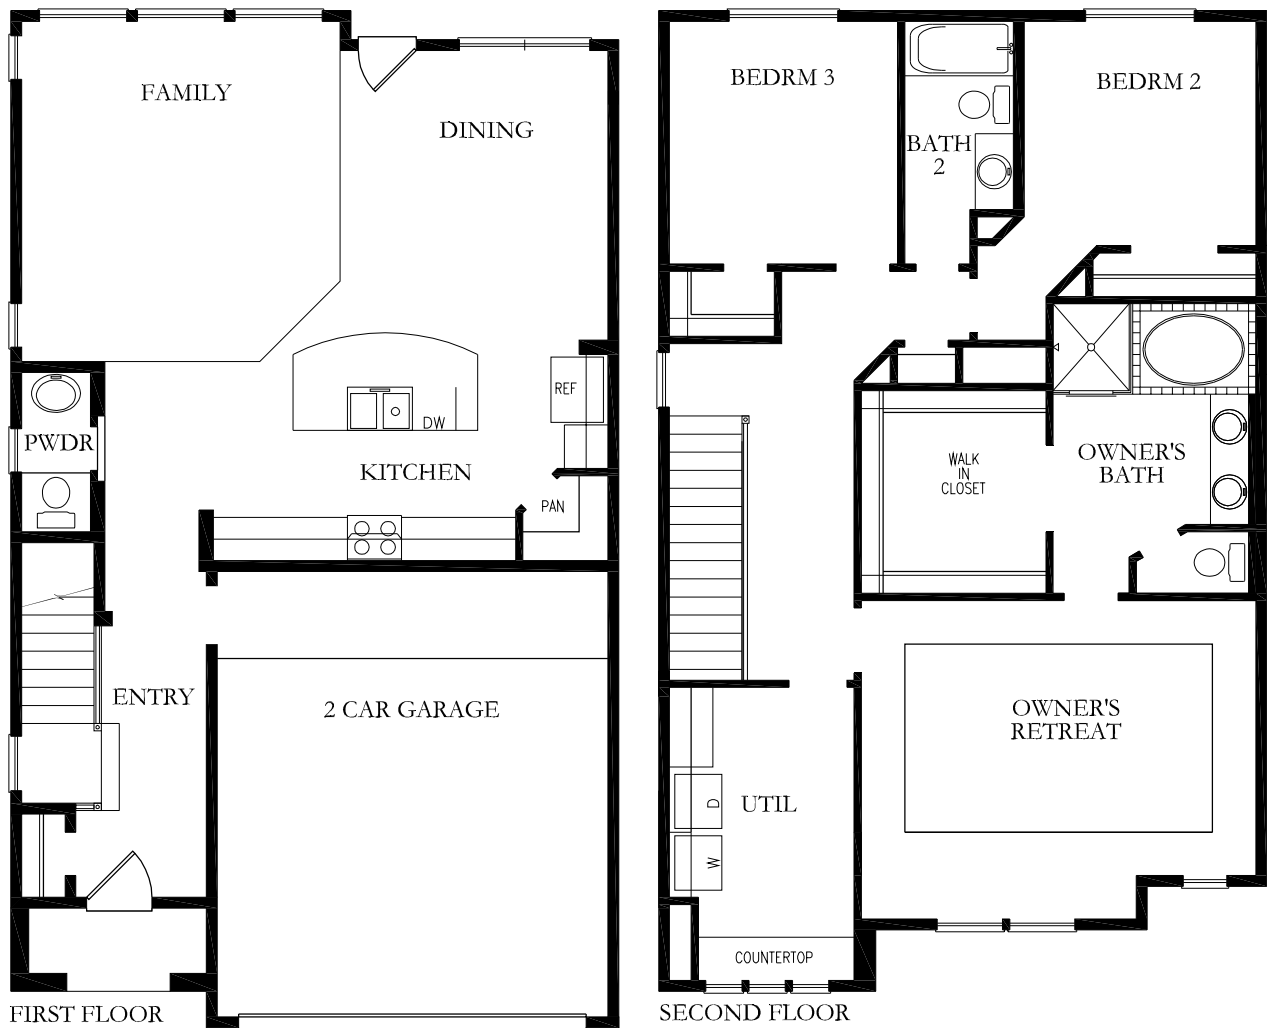 FAMILY
DINING
REF
DW
PWDR
KITCHEN
PAN
ENTRY
2 CAR GARAGE
FIRST FLOOR
BEDRM 3
BEDRM 2
BATH
2
WALK
IN
CLOSET
OWNER'S
BATH
OWNER'S
RETREAT
D
UTIL
W
COUNTERTOP
SECOND FLOOR